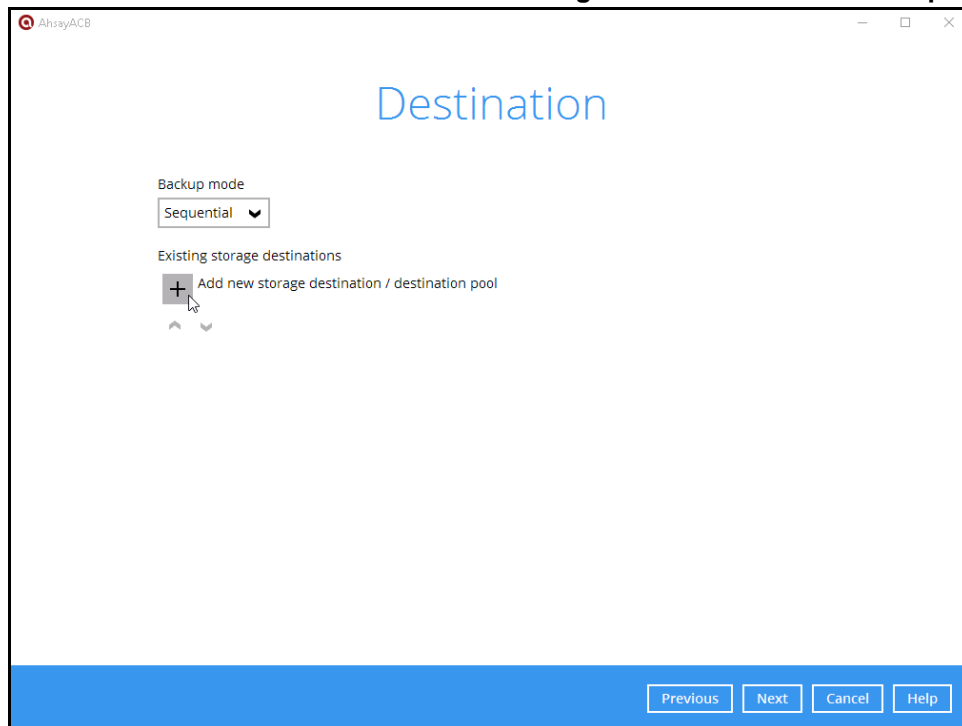 AhsayACB
Destination
Backup mode
Sequential
Existing storage destinations
Add new storage destination / destination pool
Previous Next Cancel Help